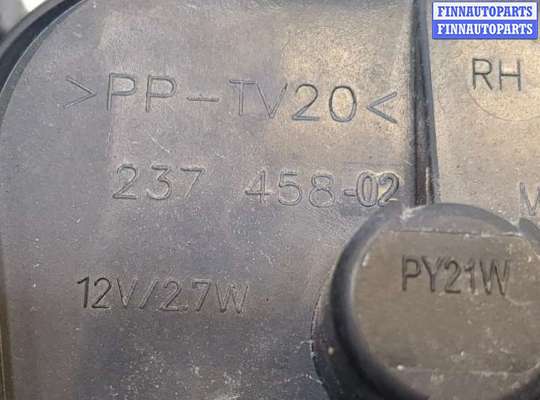 FINNAUTOPARTS
FINNAUTOPARTS
RH
>PP-TV20<
237 458-02
12V/2.7W
PY21W